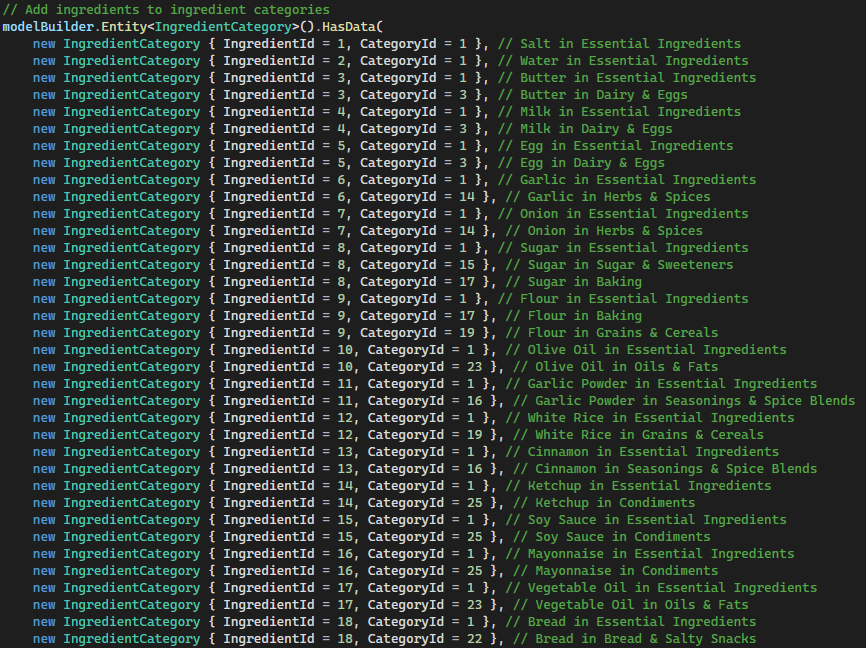 // Add ingredients to ingredient categories
modelBuilder.Entity<IngredientCategory>().HasData(
    new IngredientCategory { IngredientId = 1, CategoryId = 1 }, // Salt in Essential Ingredients
    new IngredientCategory { IngredientId = 2, CategoryId = 1 }, // Water in Essential Ingredients
    new IngredientCategory { IngredientId = 3, CategoryId = 1 }, // Butter in Essential Ingredients
    new IngredientCategory { IngredientId = 3, CategoryId = 3 }, // Butter in Dairy & Eggs
    new IngredientCategory { IngredientId = 4, CategoryId = 1 }, // Milk in Essential Ingredients
    new IngredientCategory { IngredientId = 4, CategoryId = 3 }, // Milk in Dairy & Eggs
    new IngredientCategory { IngredientId = 5, CategoryId = 1 }, // Egg in Essential Ingredients
    new IngredientCategory { IngredientId = 5, CategoryId = 3 }, // Egg in Dairy & Eggs
    new IngredientCategory { IngredientId = 6, CategoryId = 1 }, // Garlic in Essential Ingredients
    new IngredientCategory { IngredientId = 6, CategoryId = 14 }, // Garlic in Herbs & Spices
    new IngredientCategory { IngredientId = 7, CategoryId = 1 }, // Onion in Essential Ingredients
    new IngredientCategory { IngredientId = 7, CategoryId = 14 }, // Onion in Herbs & Spices
    new IngredientCategory { IngredientId = 8, CategoryId = 1 }, // Sugar in Essential Ingredients
    new IngredientCategory { IngredientId = 8, CategoryId = 15 }, // Sugar in Sugar & Sweeteners
    new IngredientCategory { IngredientId = 8, CategoryId = 17 }, // Sugar in Baking
    new IngredientCategory { IngredientId = 9, CategoryId = 1 }, // Flour in Essential Ingredients
    new IngredientCategory { IngredientId = 9, CategoryId = 17 }, // Flour in Baking
    new IngredientCategory { IngredientId = 9, CategoryId = 19 }, // Flour in Grains & Cereals
    new IngredientCategory { IngredientId = 10, CategoryId = 1 }, // Olive Oil in Essential Ingredients
    new IngredientCategory { IngredientId = 10, CategoryId = 23 }, // Olive Oil in Oils & Fats
    new IngredientCategory { IngredientId = 11, CategoryId = 1 }, // Garlic Powder in Essential Ingredients
    new IngredientCategory { IngredientId = 11, CategoryId = 16 }, // Garlic Powder in Seasonings & Spice Blends
    new IngredientCategory { IngredientId = 12, CategoryId = 1 }, // White Rice in Essential Ingredients
    new IngredientCategory { IngredientId = 12, CategoryId = 19 }, // White Rice in Grains & Cereals
    new IngredientCategory { IngredientId = 13, CategoryId = 1 }, // Cinnamon in Essential Ingredients
    new IngredientCategory { IngredientId = 13, CategoryId = 16 }, // Cinnamon in Seasonings & Spice Blends
    new IngredientCategory { IngredientId = 14, CategoryId = 1 }, // Ketchup in Essential Ingredients
    new IngredientCategory { IngredientId = 14, CategoryId = 25 }, // Ketchup in Condiments
    new IngredientCategory { IngredientId = 15, CategoryId = 1 }, // Soy Sauce in Essential Ingredients
    new IngredientCategory { IngredientId = 15, CategoryId = 25 }, // Soy Sauce in Condiments
    new IngredientCategory { IngredientId = 16, CategoryId = 1 }, // Mayonnaise in Essential Ingredients
    new IngredientCategory { IngredientId = 16, CategoryId = 25 }, // Mayonnaise in Condiments
    new IngredientCategory { IngredientId = 17, CategoryId = 1 }, // Vegetable Oil in Essential Ingredients
    new IngredientCategory { IngredientId = 17, CategoryId = 23 }, // Vegetable Oil in Oils & Fats
    new IngredientCategory { IngredientId = 18, CategoryId = 1 }, // Bread in Essential Ingredients
    new IngredientCategory { IngredientId = 18, CategoryId = 22 }, // Bread in Bread & Salty Snacks